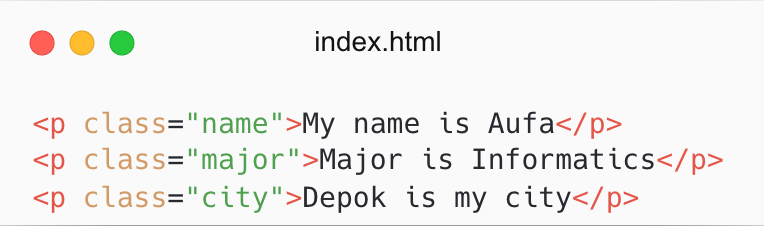 index.html
<p class="name">My name is Aufa</p>
<p class="major">Major is Informatics</p>
<p class="city">Depok is my city</p>